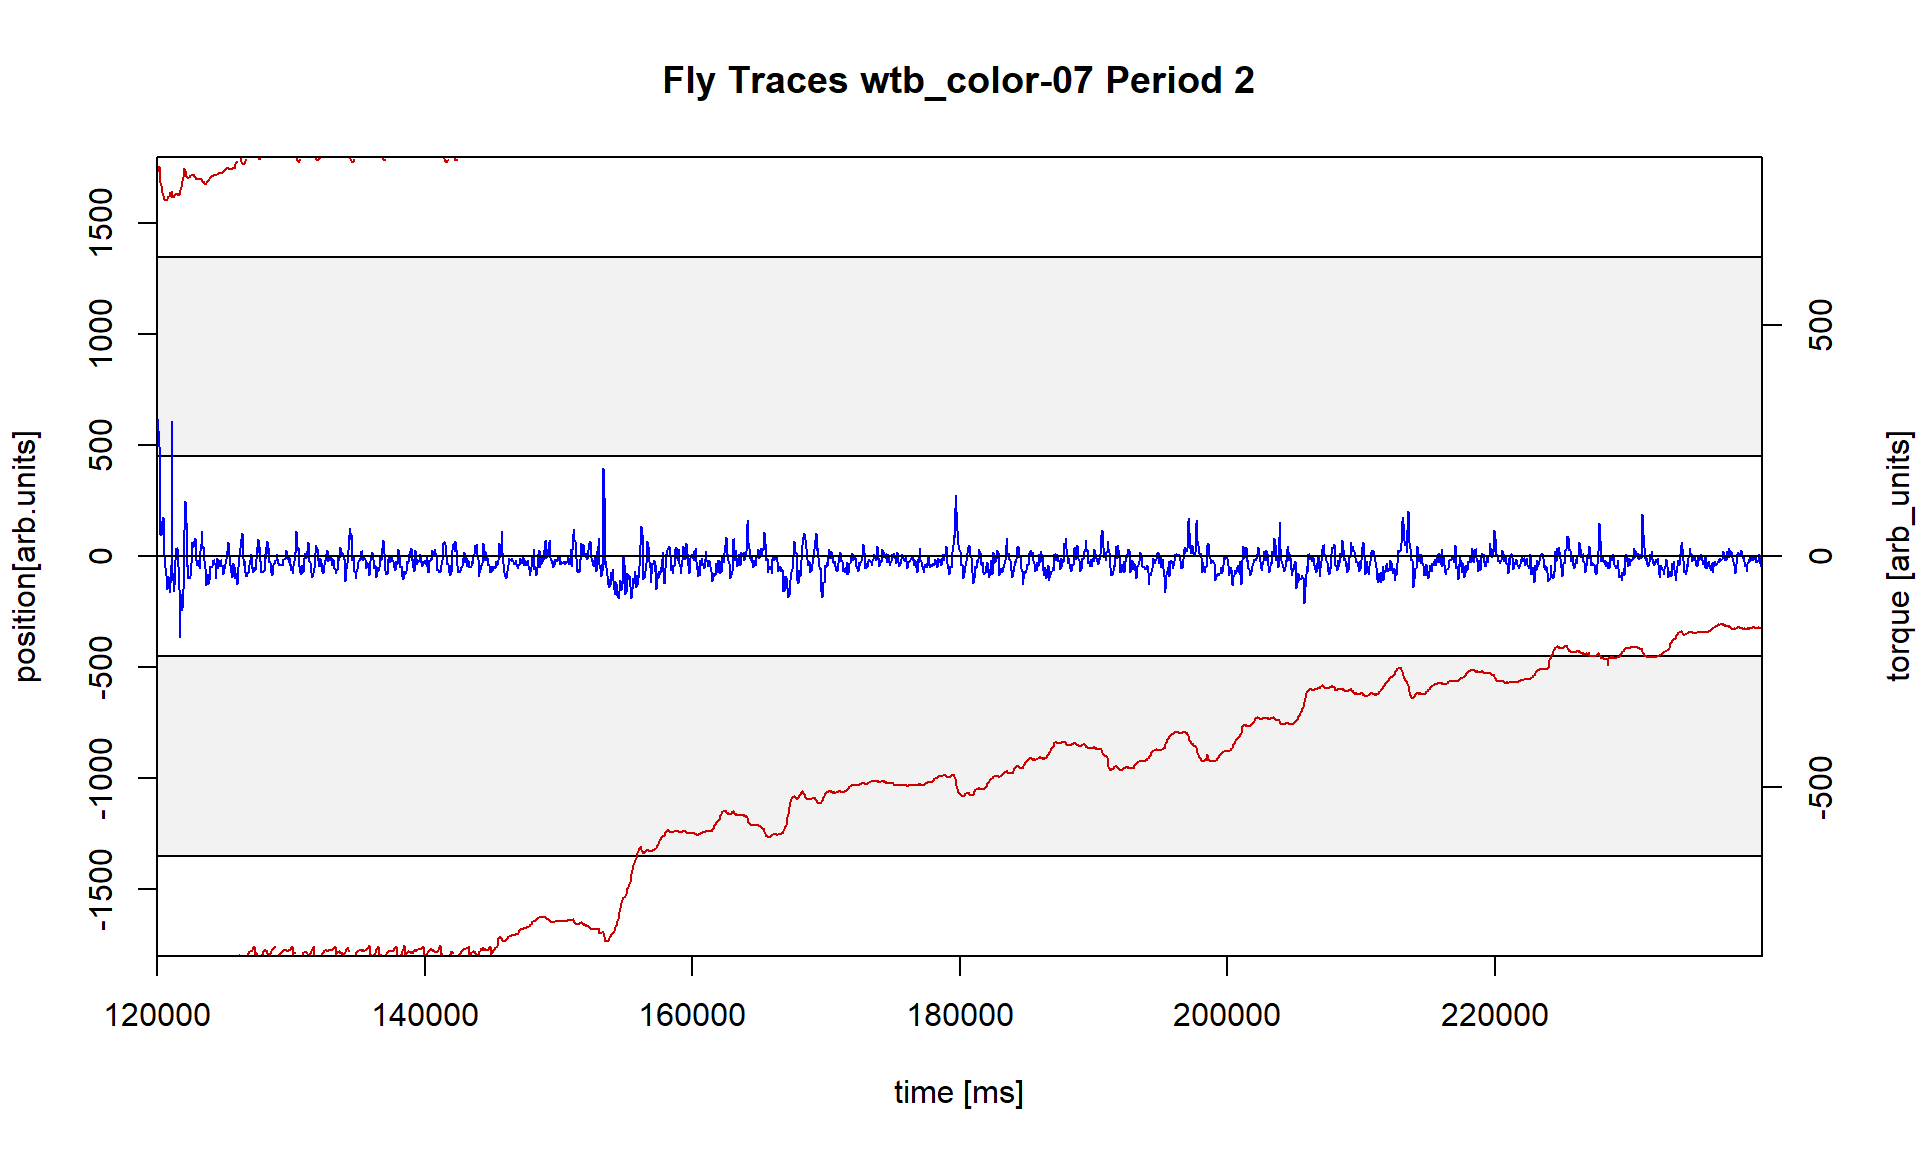 Fly Traces wtb_color-07 Period 2
position[arb.units]
1500
1000
500
0
-500
-1000
-1500
500
0
-500
torque [arb_units]
120000 140000 160000 180000 200000 220000
time [ms]